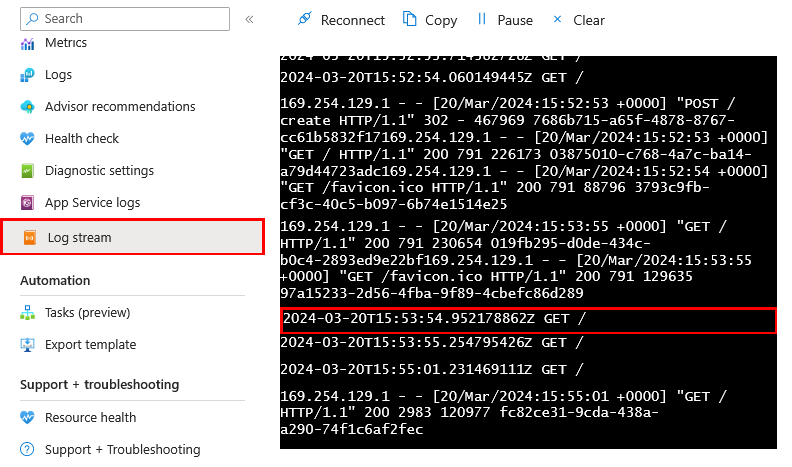 Search
«
Metrics
Logs
Advisor recommendations
Health check
Diagnostic settings
App Service logs
Log stream
Automation
Tasks (preview)
Export template
Support + troubleshooting
Resource health
Support + Troubleshooting
Reconnect
Copy
Pause
Clear
2024-03-20T15:52:54.060149445Z GET /
169.254.129.1 - - [20/Mar/2024:15:52:53 +0000] "POST /
create HTTP/1.1" 302 - 467969 7686b715-a65f-4878-8767-
cc61b5832f17169.254.129.1 - - [20/Mar/2024:15:52:53 +0000]
"GET / HTTP/1.1" 200 791 226173 03875010-c768-4a7c-ba14-
a79d44723adc169.254.129.1 - - [20/Mar/2024:15:52:54 +0000]
"GET /favicon.ico HTTP/1.1" 200 791 88796 3793c9fb-
cf3c-40c5-b097-6b74e1514e25
169.254.129.1 - - [20/Mar/2024:15:53:55 +0000] "GET /
HTTP/1.1" 200 791 230654 019fb295-d0de-434c-
b0c4-2893ed9e22bf169.254.129.1 - - [20/Mar/2024:15:53:55
+0000] "GET /favicon.ico HTTP/1.1" 200 791 129635
97a15233-2d56-4fba-9f89-4cbefc86d289
2024-03-20T15:53:54.952178862Z GET /
2024-03-20T15:53:55.254795426Z GET /
2024-03-20T15:55:01.231469111Z GET /
169.254.129.1 - - [20/Mar/2024:15:55:01 +0000] "GET /
HTTP/1.1" 200 2983 120977 fc82ce31-9cda-438a-
a290-74f1c6af2fec